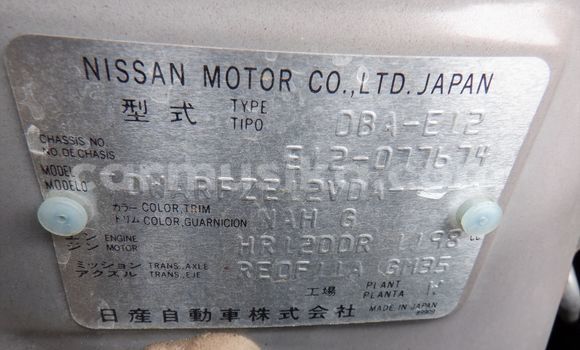 NISSAN MOTOR CO.,LTD. JAPAN
型式 TYPE TIPO DBA-E12
CHASSIS NO. NO. DE CHASIS E12-077674
MODEL MODELO
カラー COLOR,TRIM
トリム COLOR, GUARNICION NAH G
エンジン ENGINE MOTOR HR12DDR 1198 cc
ミッション TRANS.,AXLE
アクスル TRANS.,EJE RE0F11A GM35
工場 PLANT PLANTA
日産自動車株式会社 MADE IN JAPAN